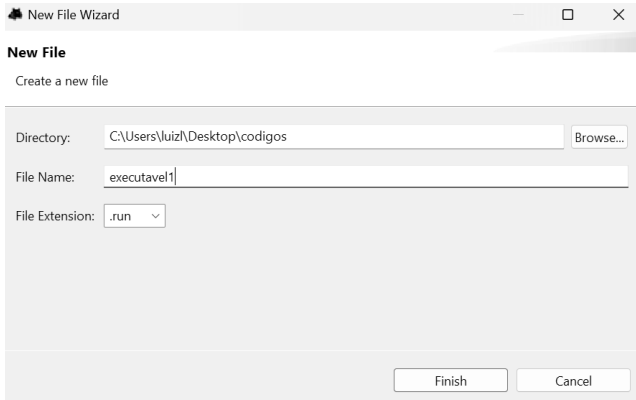 New File Wizard
New File
Create a new file
Directory: C:\Users\luizl\Desktop\codigos Browse...
File Name: executavel1
File Extension: .run
Finish Cancel